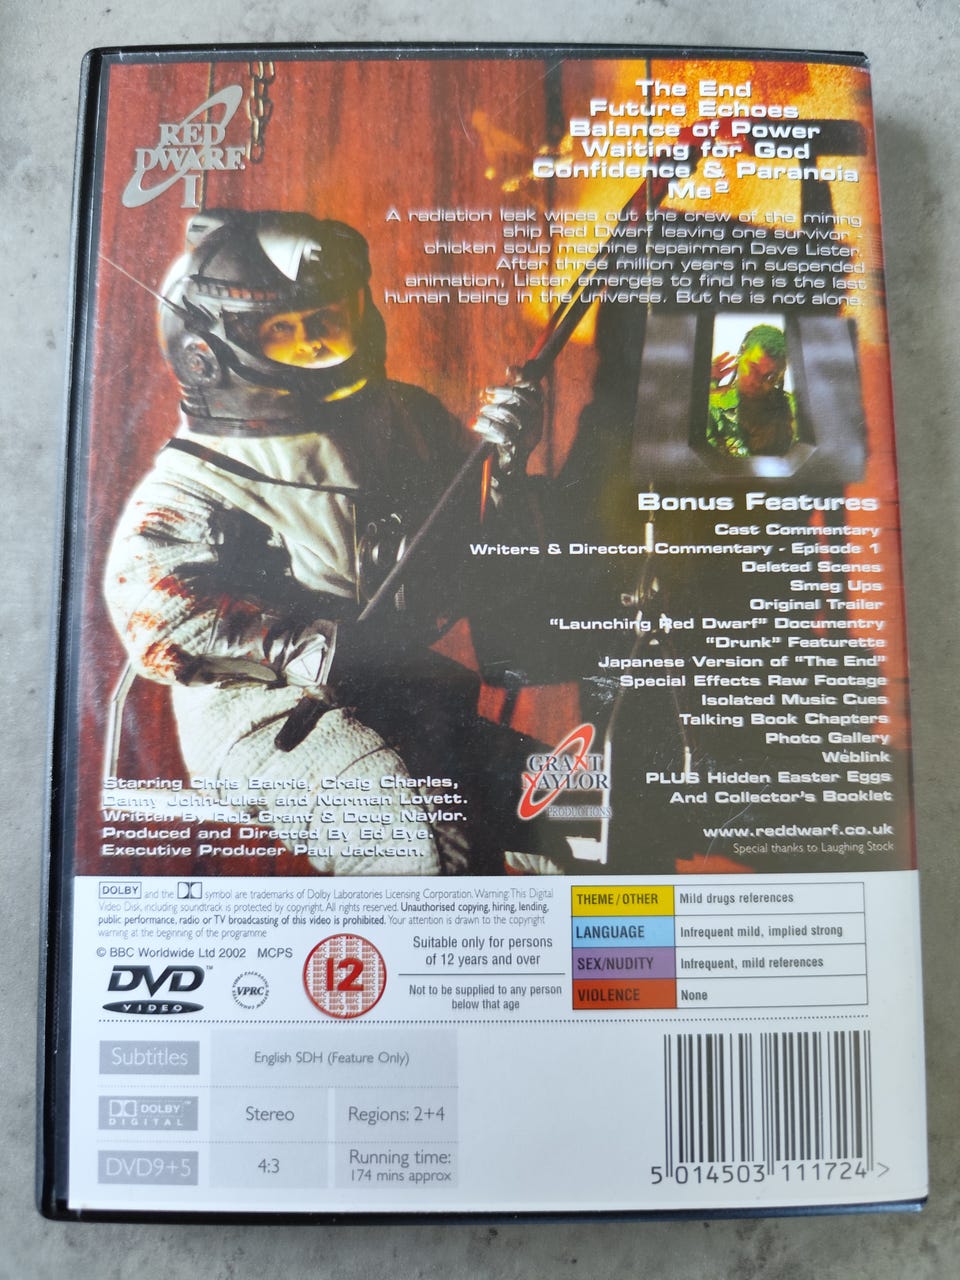 RED
DWARF
I
The End
Future Echoes
Balance of Power
Waiting for God
Confidence & Paranoia
Me²
A radiation leak wipes out the crew of the mining
ship Red Dwarf leaving one survivor -
chicken soup machine repairman Dave Lister.
After three million years in suspended
animation, Lister emerges to find he is the last
human being in the universe. But he is not alone.
Bonus Features
Cast Commentary
Writers & Director Commentary - Episode 1
Deleted Scenes
Smeg Ups
Original Trailer
"Launching Red Dwarf" Documentry
"Drunk" Featurette
Japanese Version of "The End"
Special Effects Raw Footage
Isolated Music Cues
Talking Book Chapters
Photo Gallery
Weblink
PLUS Hidden Easter Eggs
And Collector's Booklet
www.reddwarf.co.uk
Special thanks to Laughing Stock
GRANT
NAYLOR
PRODUCTIONS
Starring Chris Barrie, Craig Charles,
Danny John-Jules and Norman Lovett.
Written By Rob Grant & Doug Naylor.
Produced and Directed By Ed Bye.
Executive Producer Paul Jackson.
DOLBY and the symbol are trademarks of Dolby Laboratories Licensing Corporation. Warning: This Digital
Video Disk, including soundtrack is protected by copyright. All rights reserved. Unauthorised copying, hiring, lending,
public performance, radio or TV broadcasting of this video is prohibited. Your attention is drawn to the copyright
warning at the beginning of the programme
© BBC Worldwide Ltd 2002 MCPS
DVD™
VIDEO
VIDEO PACKAGING REVIEW COMMITTEE
VPRC
12
Suitable only for persons
of 12 years and over
Not to be supplied to any person
below that age
THEME/OTHER Mild drugs references
LANGUAGE Infrequent mild, implied strong
SEX/NUDITY Infrequent, mild references
VIOLENCE None
Subtitles English SDH (Feature Only)
DOLBY
DIGITAL
Stereo Regions: 2+4
DVD9+5 4:3 Running time:
174 mins approx
5 014503 111724 >